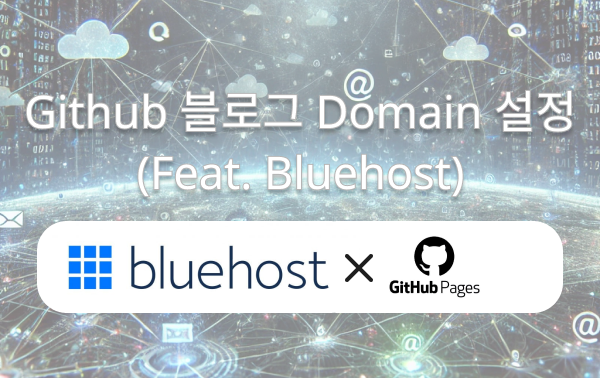 Github 블로그 Domain 설정
(Feat. Bluehost)
bluehost × GitHub Pages